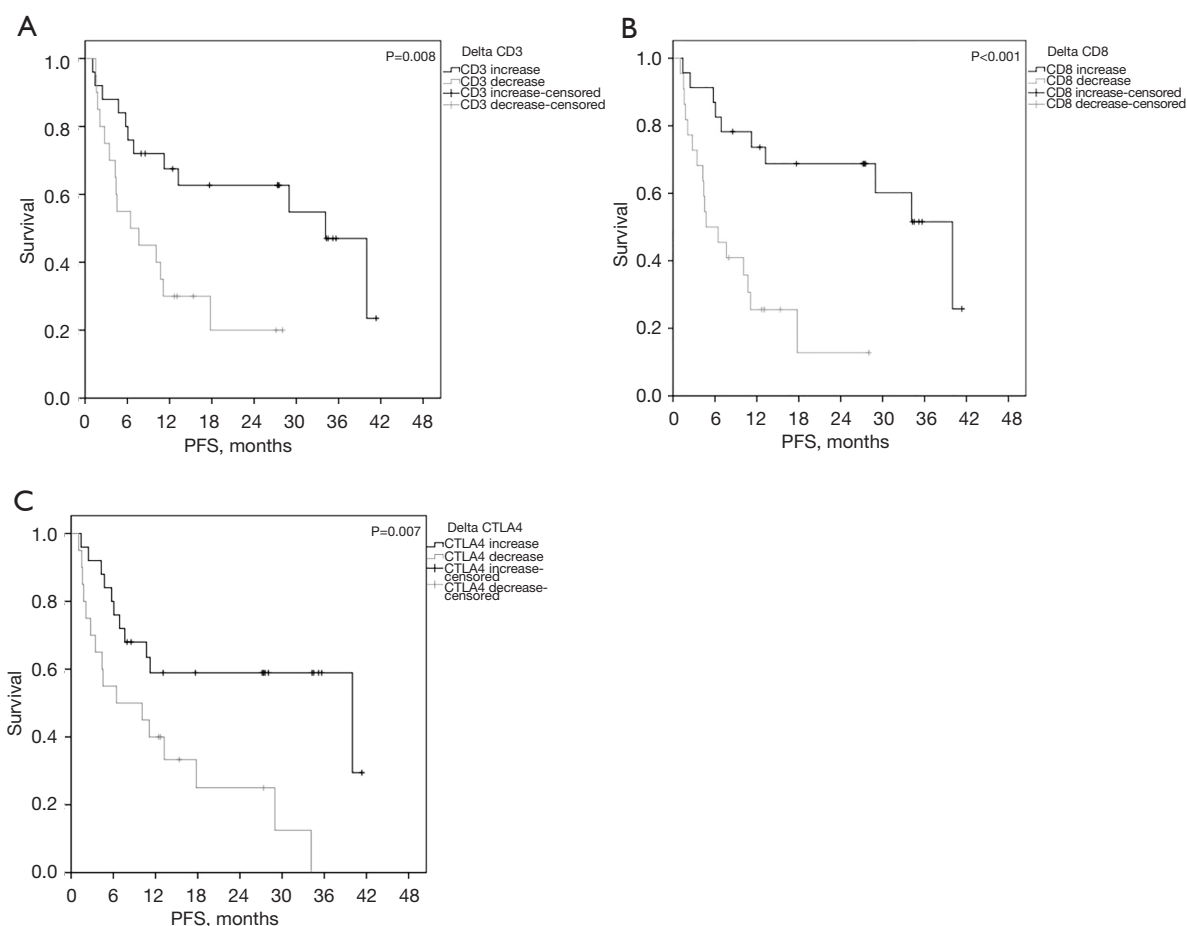 A
P=0.008
Delta CD3
CD3 increase
CD3 decrease
CD3 increase-censored
CD3 decrease-censored
Survival
1.0
0.8
0.6
0.4
0.2
0.0
0 6 12 18 24 30 36 42 48
PFS, months
B
P<0.001
Delta CD8
CD8 increase
CD8 decrease
CD8 increase-censored
CD8 decrease-censored
Survival
1.0
0.8
0.6
0.4
0.2
0.0
0 6 12 18 24 30 36 42 48
PFS, months
C
P=0.007
Delta CTLA4
CTLA4 increase
CTLA4 decrease
CTLA4 increase-
censored
CTLA4 decrease-
censored
Survival
1.0
0.8
0.6
0.4
0.2
0.0
0 6 12 18 24 30 36 42 48
PFS, months